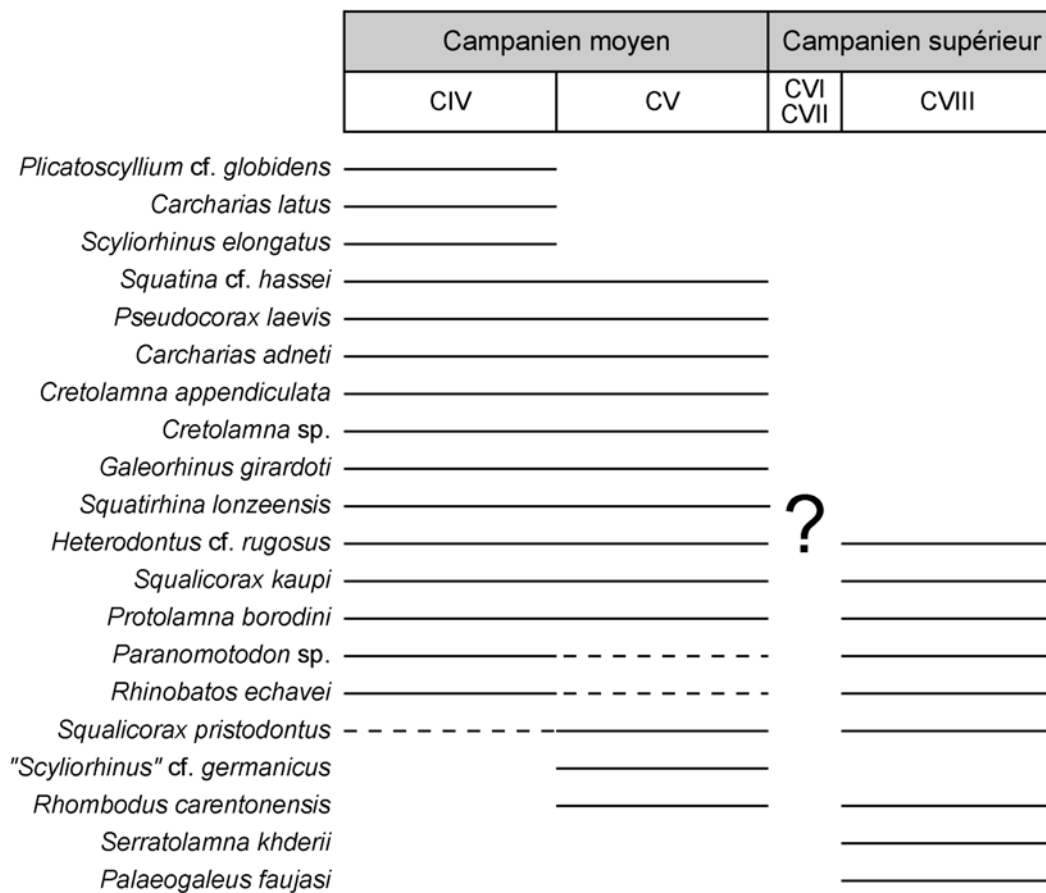 Campanien moyen Campanien supérieur
CIV CV CVI CVII CVIII
Plicatoscyllium cf. globidens
Carcharias latus
Scyliorhinus elongatus
Squatina cf. hassei
Pseudocorax laevis
Carcharias adneti
Cretolamna appendiculata
Cretolamna sp.
Galeorhinus girardoti
Squatirhina lonzeensis
?
Heterodontus cf. rugosus
Squalicorax kaupi
Protolamna borodini
Paranomotodon sp.
Rhinobatos echavei
Squalicorax pristodontus
"Scyliorhinus" cf. germanicus
Rhombodus carentonensis
Serratolamna khderii
Palaeogaleus faujasi